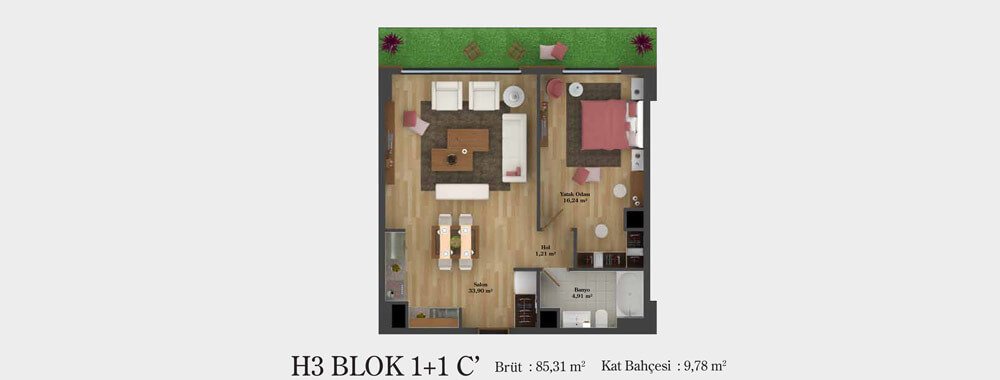 Yatak Odası
16,24 m²
Hol
1,21 m²
Salon
33,90 m²
Banyo
4,91 m²
H3 BLOK 1+1 C’ Brüt : 85,31 m² Kat Bahçesi : 9,78 m²